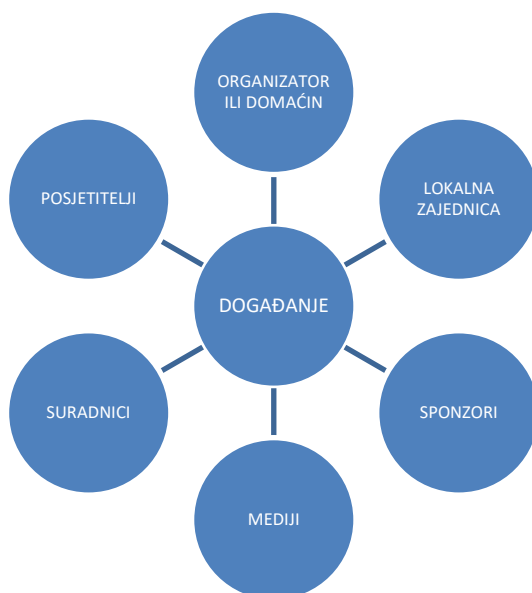 ORGANIZATOR
ILI DOMAĆIN
POSJETITELJI
LOKALNA
ZAJEDNICA
DOGAĐANJE
SURADNICI
SPONZORI
MEDIJI